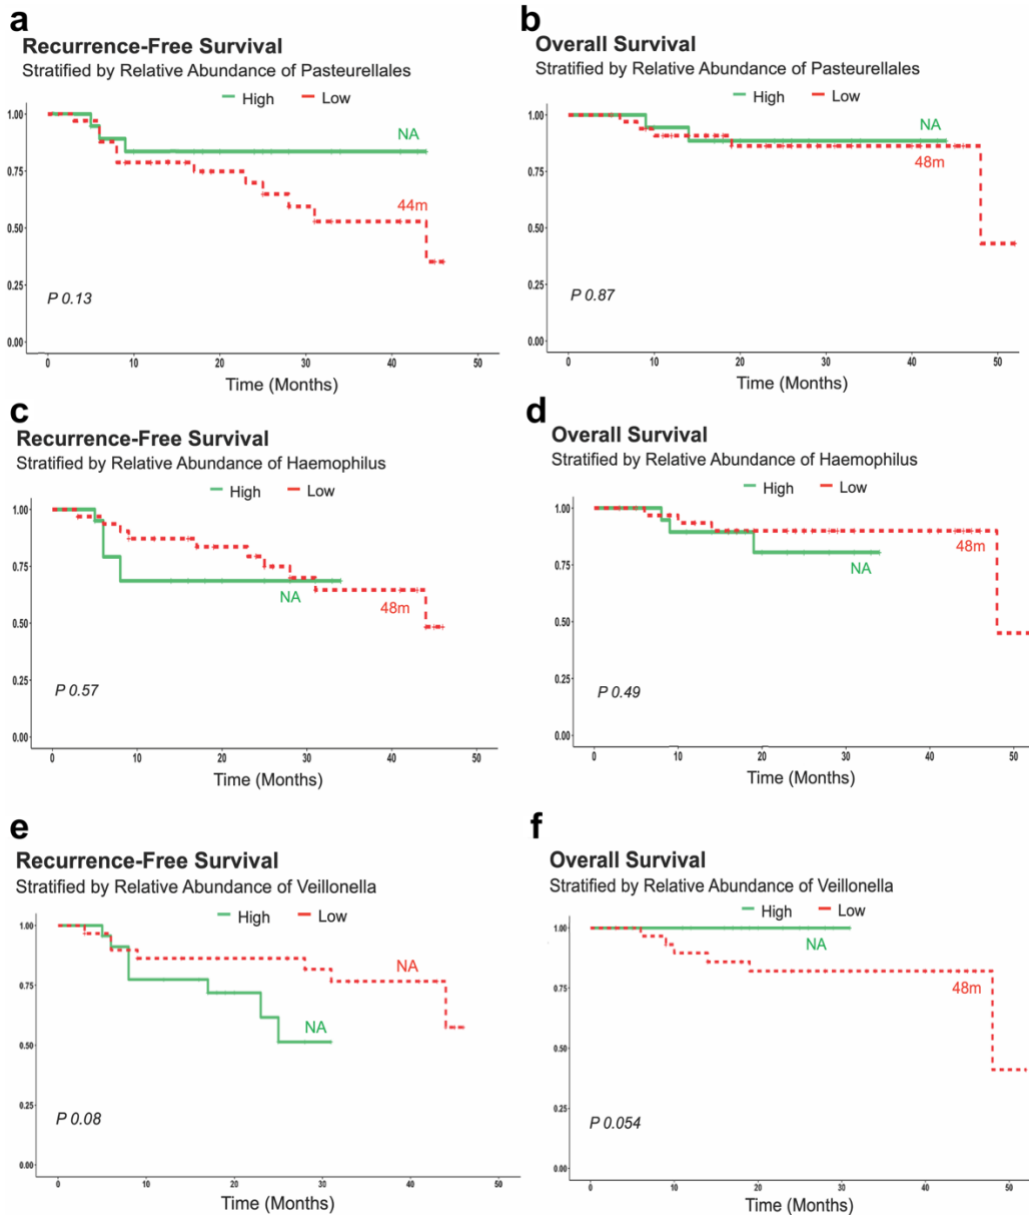 a
Recurrence-Free Survival
Stratified by Relative Abundance of Pasteurellales
High Low
1.00
0.75
0.50
0.25
0.00
NA
44m
P 0.13
0 10 20 30 40 50
Time (Months)
b
Overall Survival
Stratified by Relative Abundance of Pasteurellales
High Low
1.00
0.75
0.50
0.25
0.00
NA
48m
P 0.87
0 10 20 30 40 50
Time (Months)
c
Recurrence-Free Survival
Stratified by Relative Abundance of Haemophilus
High Low
1.00
0.75
0.50
0.25
0.00
NA
48m
P 0.57
0 10 20 30 40 50
Time (Months)
d
Overall Survival
Stratified by Relative Abundance of Haemophilus
High Low
1.00
0.75
0.50
0.25
0.00
48m
NA
P 0.49
0 10 20 30 40 50
Time (Months)
e
Recurrence-Free Survival
Stratified by Relative Abundance of Veillonella
High Low
1.00
0.75
0.50
0.25
0.00
NA
NA
P 0.08
0 10 20 30 40 50
Time (Months)
f
Overall Survival
Stratified by Relative Abundance of Veillonella
High Low
1.00
0.75
0.50
0.25
0.00
NA
48m
P 0.054
0 10 20 30 40 50
Time (Months)